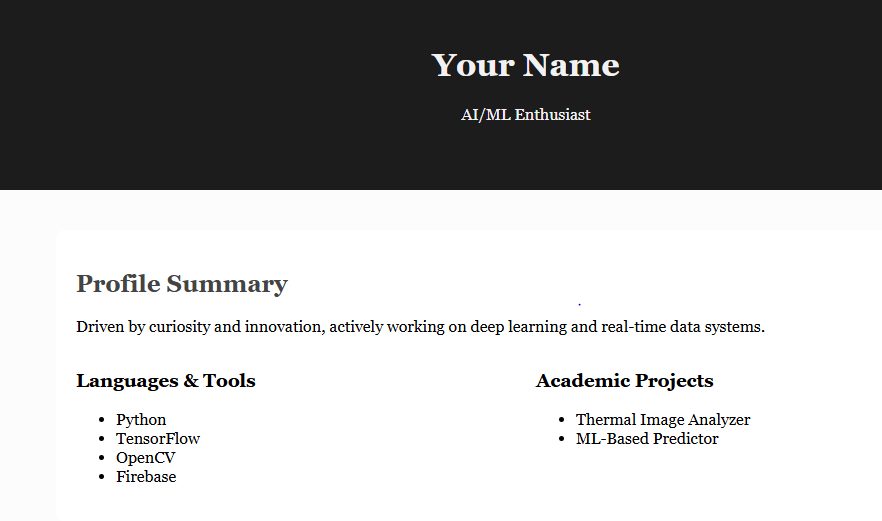 Your Name
AI/ML Enthusiast
Profile Summary
Driven by curiosity and innovation, actively working on deep learning and real-time data systems.
Languages & Tools
Python
TensorFlow
OpenCV
Firebase
Academic Projects
Thermal Image Analyzer
ML-Based Predictor